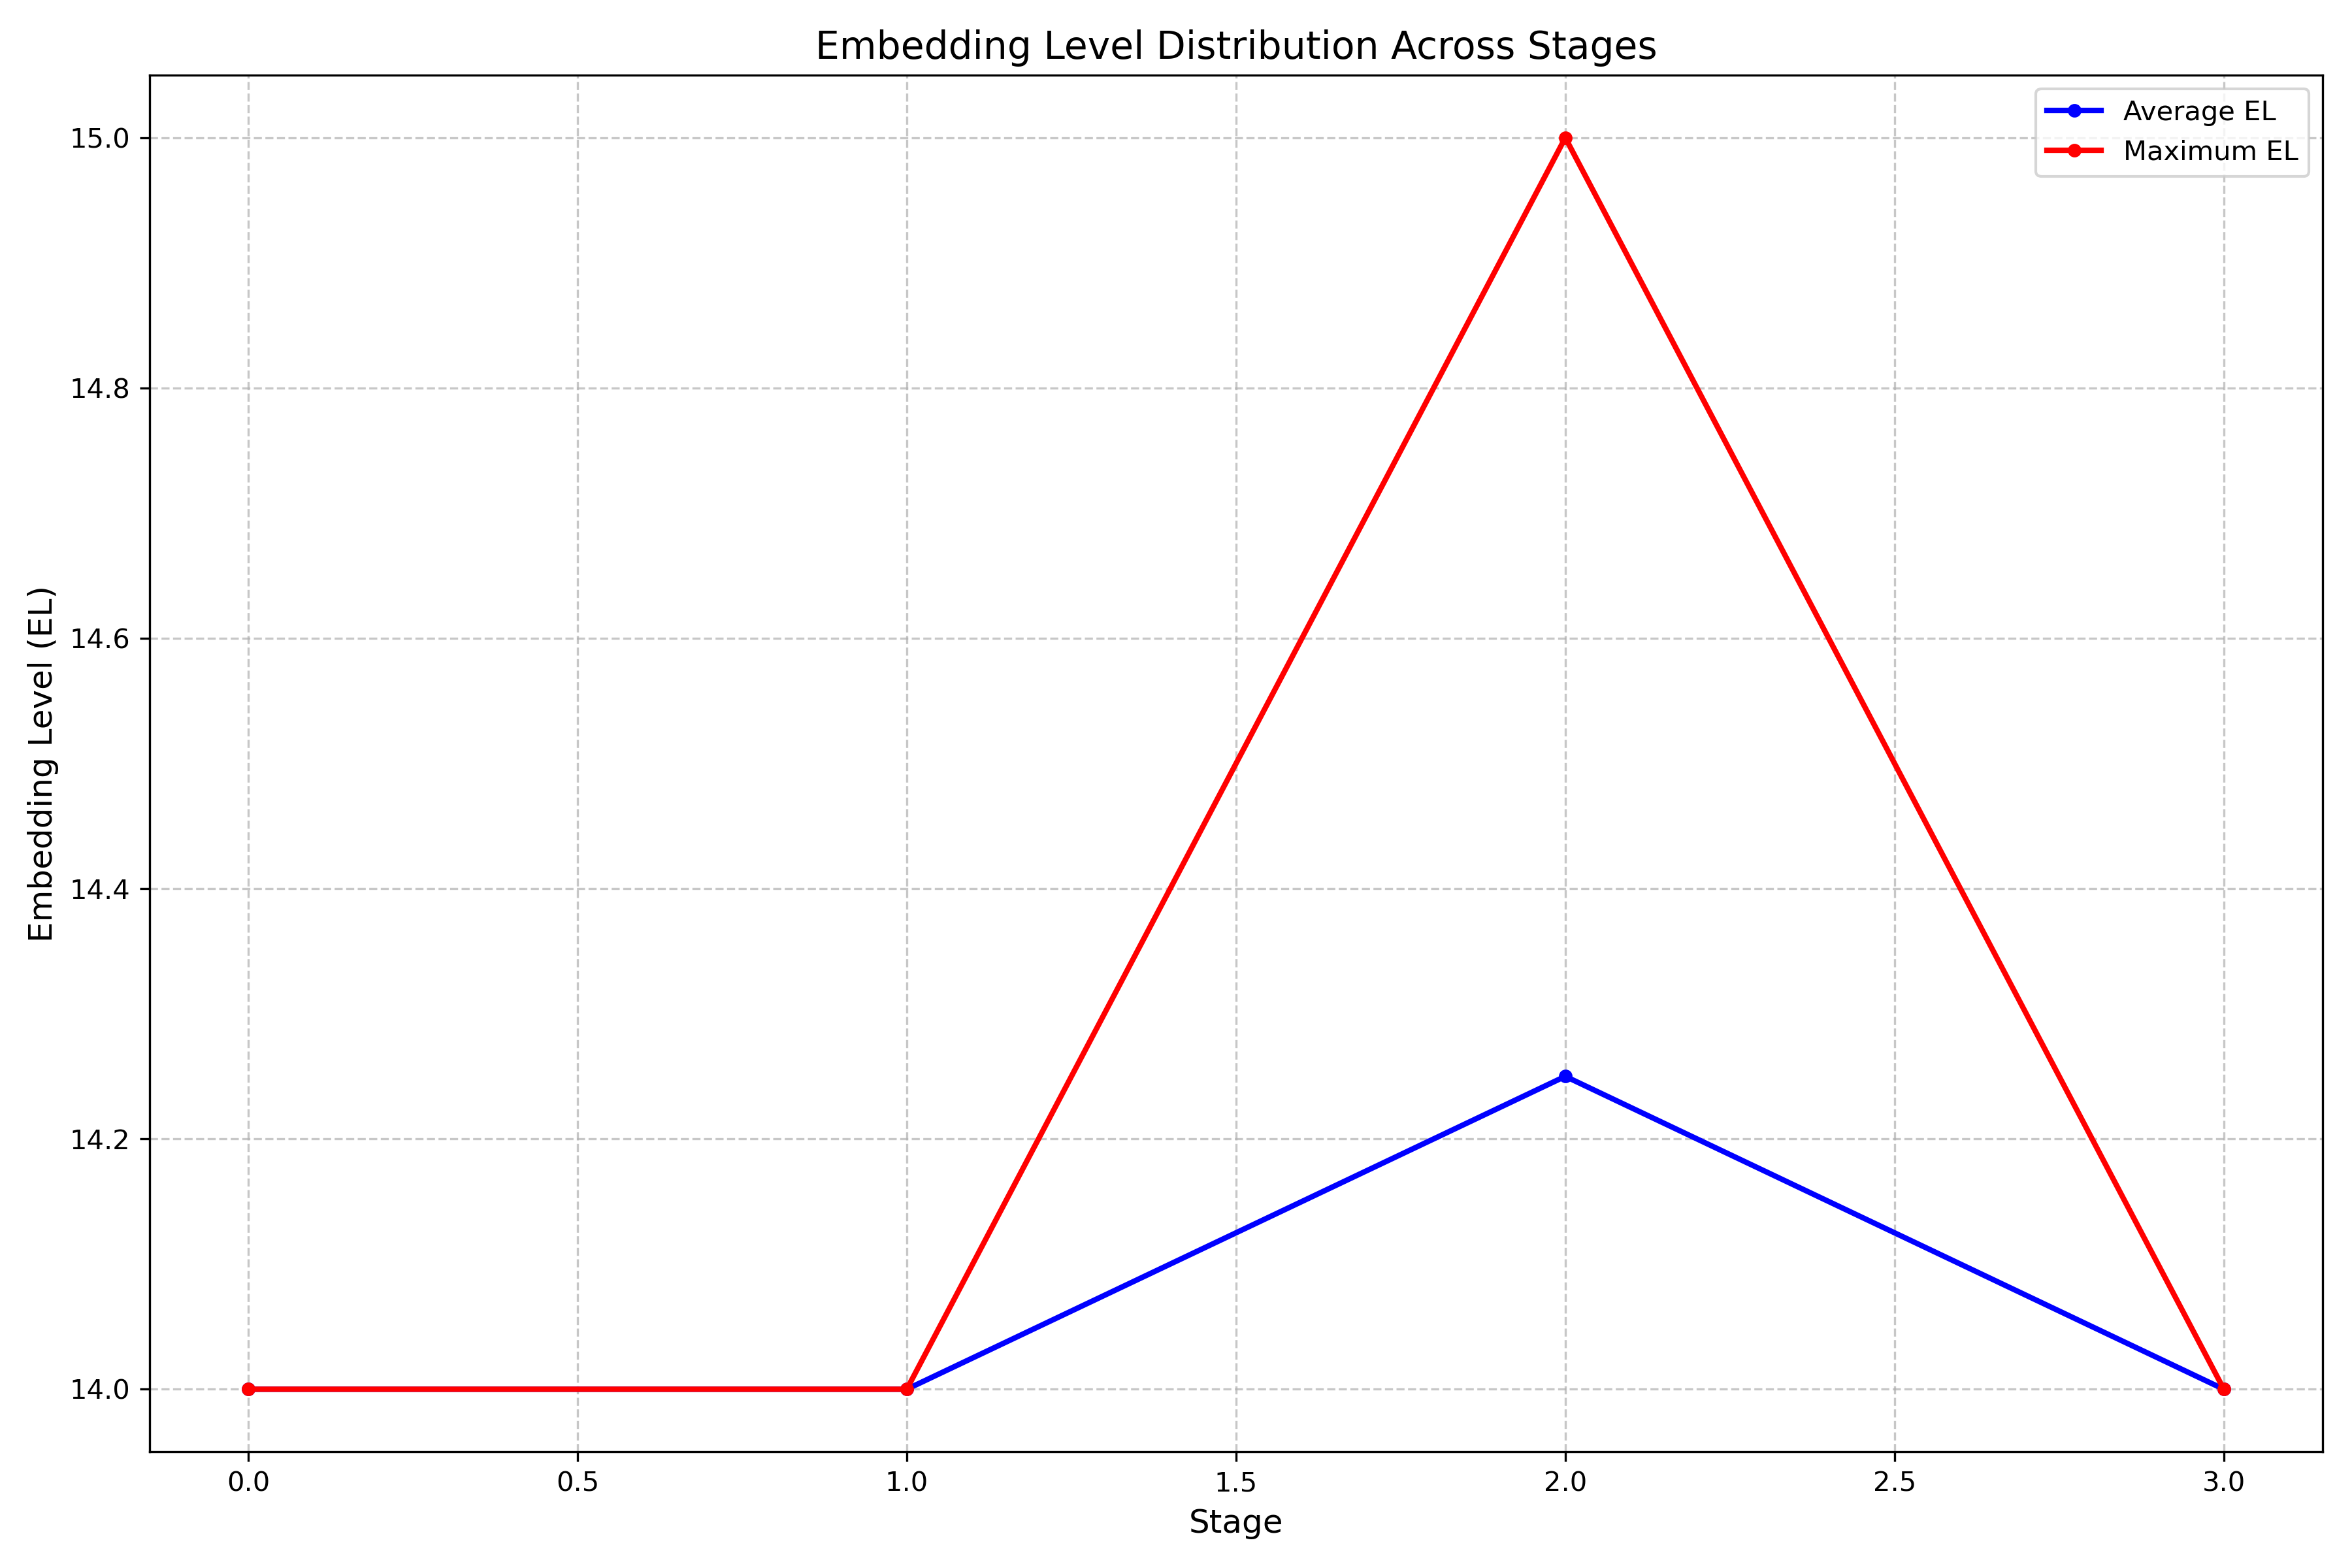 Embedding Level Distribution Across Stages
Average EL
Maximum EL
Embedding Level (EL)
15.0
14.8
14.6
14.4
14.2
14.0
0.0
0.5
1.0
1.5
2.0
2.5
3.0
Stage